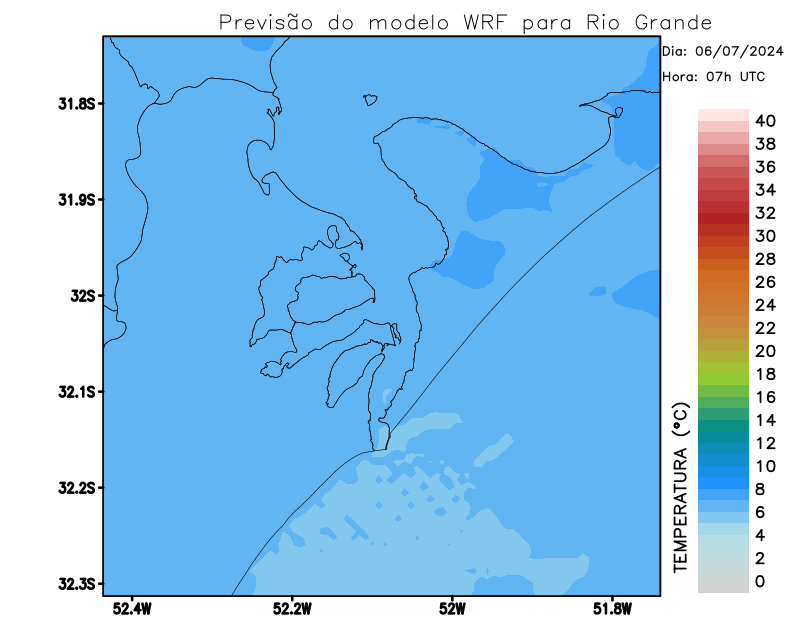 Previsão do modelo WRF para Rio Grande
Dia: 06/07/2024
Hora: 07h UTC
31.8S
31.9S
32S
32.1S
32.2S
32.3S
52.4W
52.2W
52W
51.8W
TEMPERATURA (°C)
40
38
36
34
32
30
28
26
24
22
20
18
16
14
12
10
8
6
4
2
0